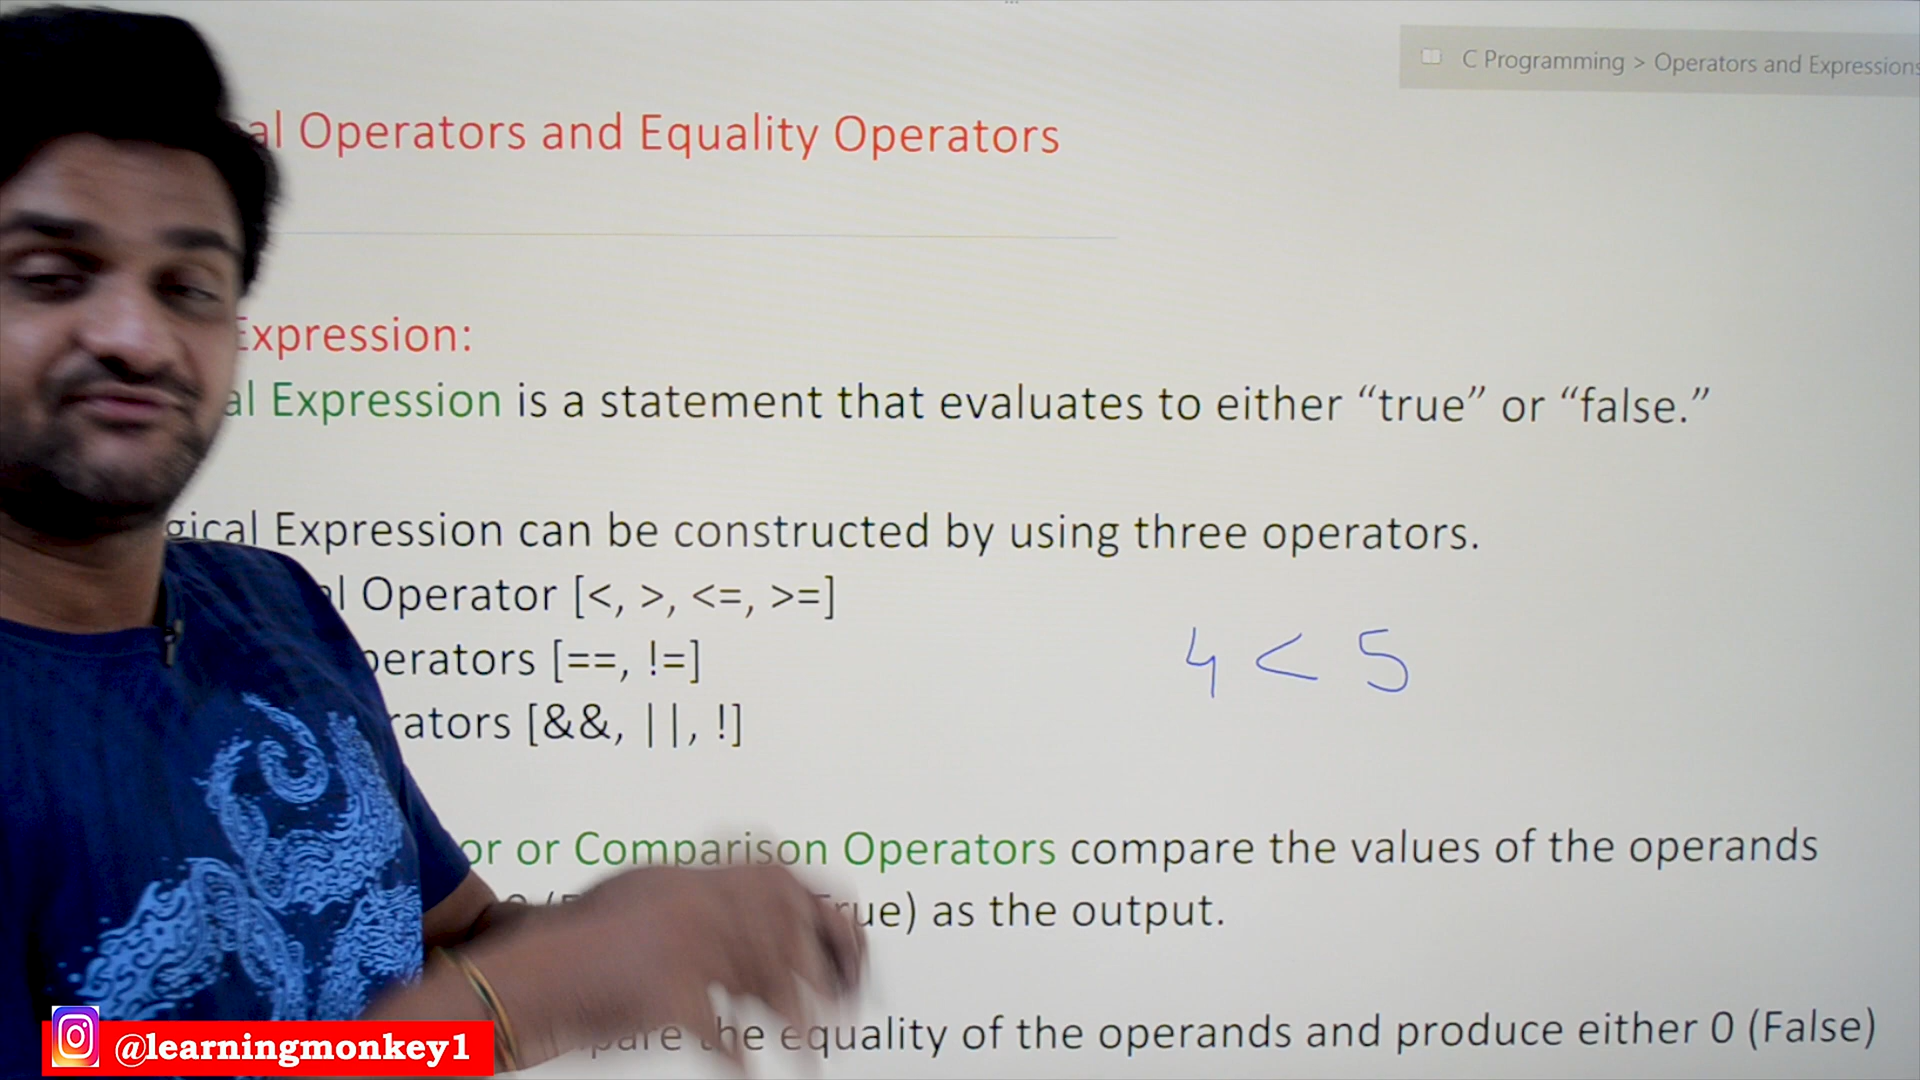 C Programming > Operators and Expressions
al Operators and Equality Operators
Expression:
al Expression is a statement that evaluates to either “true” or “false.”
gical Expression can be constructed by using three operators.
l Operator [<, >, <=, >=]
perators [==, !=]
4 < 5
rators [&&, ||, !]
or or Comparison Operators compare the values of the operands
rue) as the output.
the equality of the operands and produce either 0 (False)
@learningmonkey1